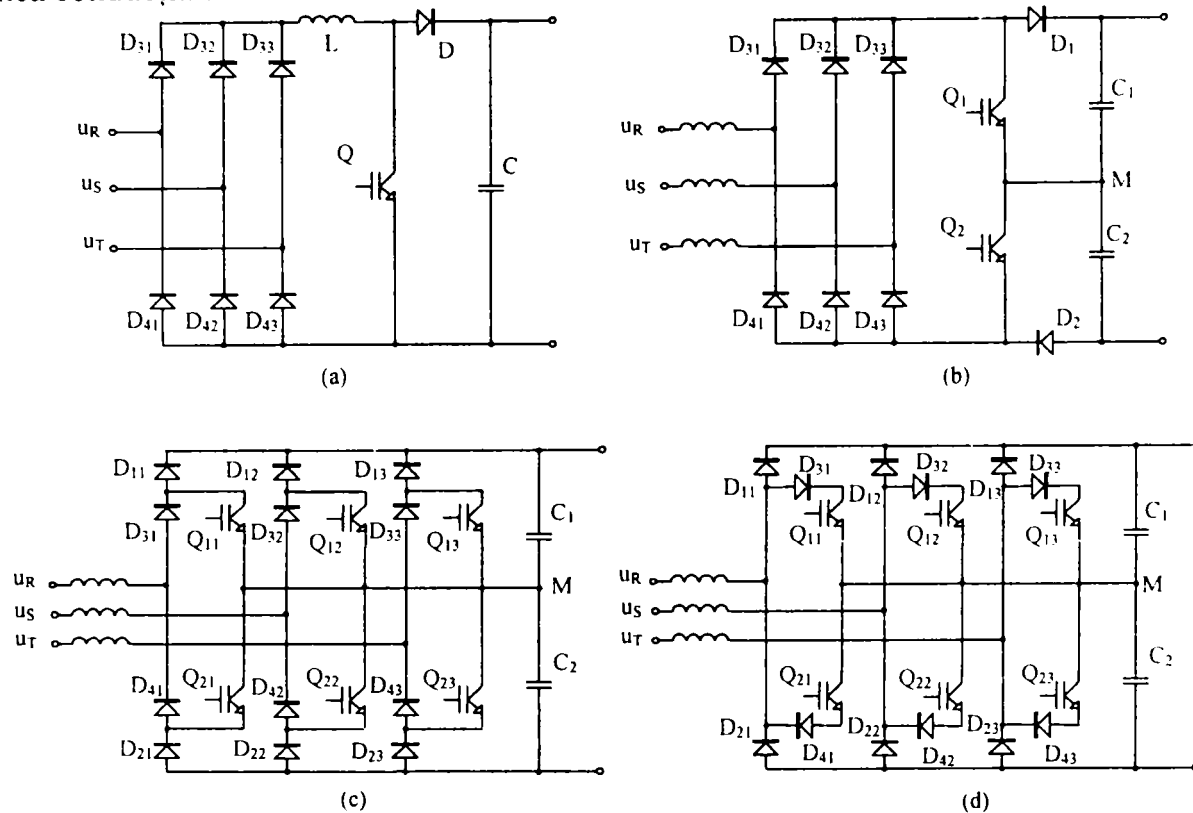 D31 D32 D33 L D
uR
uS Q C
uT
D41 D42 D43
(a)
D31 D32 D33 D1
Q1 C1
uR
uS M
uT Q2 C2
D41 D42 D43 D2
(b)
D11 D12 D13
D31 Q11 D32 Q12 D33 Q13 C1
uR M
uS
uT
Q21 Q22 Q23 C2
D41 D42 D43
D21 D22 D23
(c)
D31 D32 D33
D11 D12 D13
Q11 Q12 Q13 C1
uR M
uS
uT
Q21 Q22 Q23 C2
D21 D22 D23
D41 D42 D43
(d)